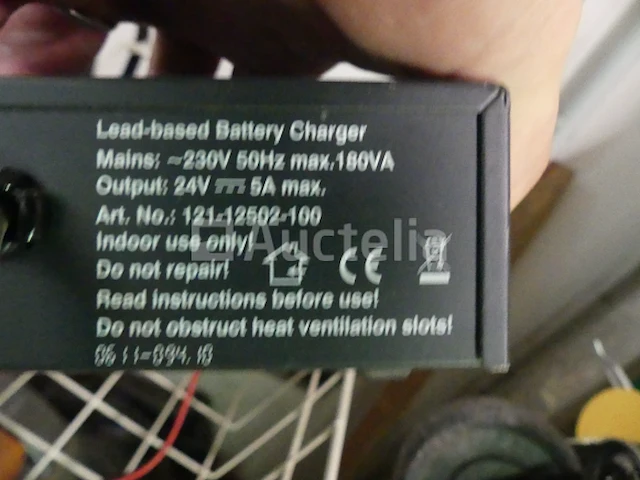 Lead-based Battery Charger
Mains: ~230V 50Hz max.180VA
Output: 24V ⎓ 5A max.
Art. No.: 121-12502-100
Indoor use only!
Do not repair!
Read instructions before use!
Do not obstruct heat ventilation slots!
Auctelia
CE